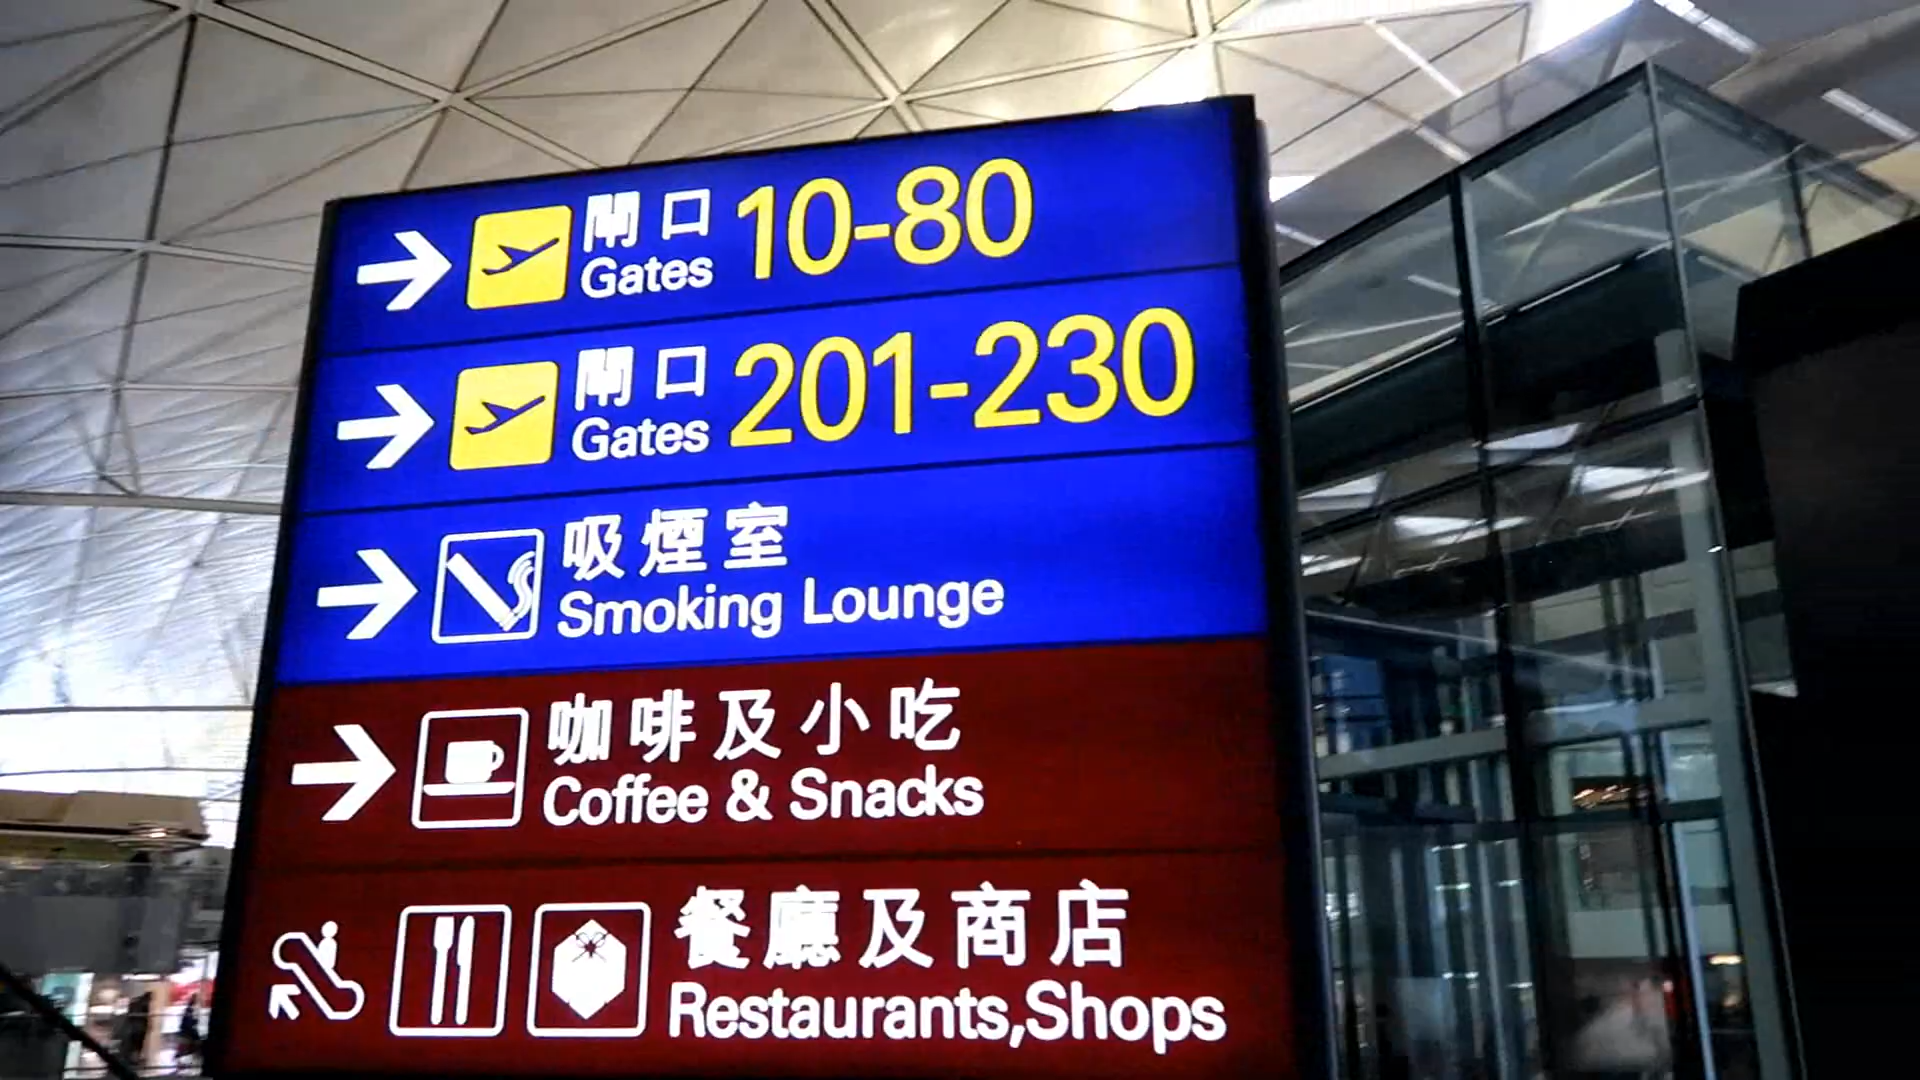 閘口 10-80
Gates
閘口 201-230
Gates
吸煙室
Smoking Lounge
咖啡及小吃
Coffee & Snacks
餐廳及商店
Restaurants,Shops